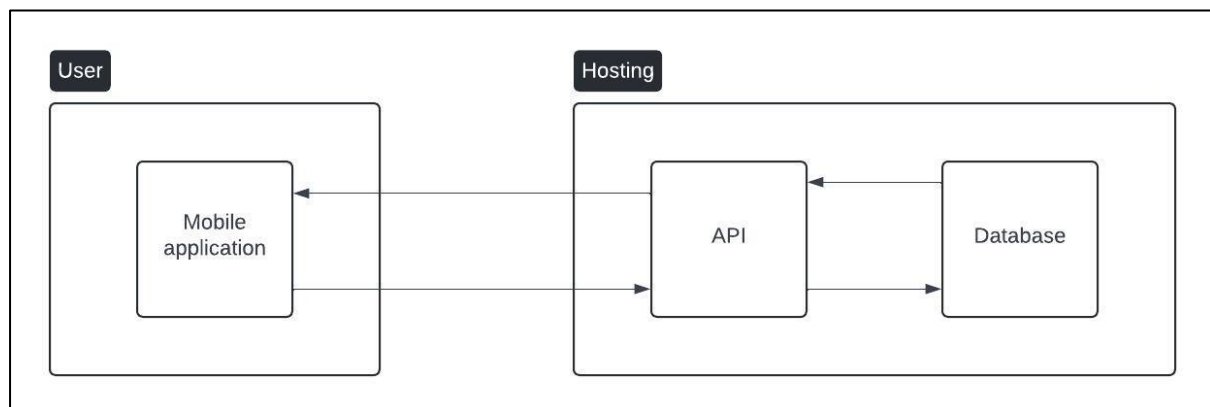 User
Hosting
Mobile
application
API
Database